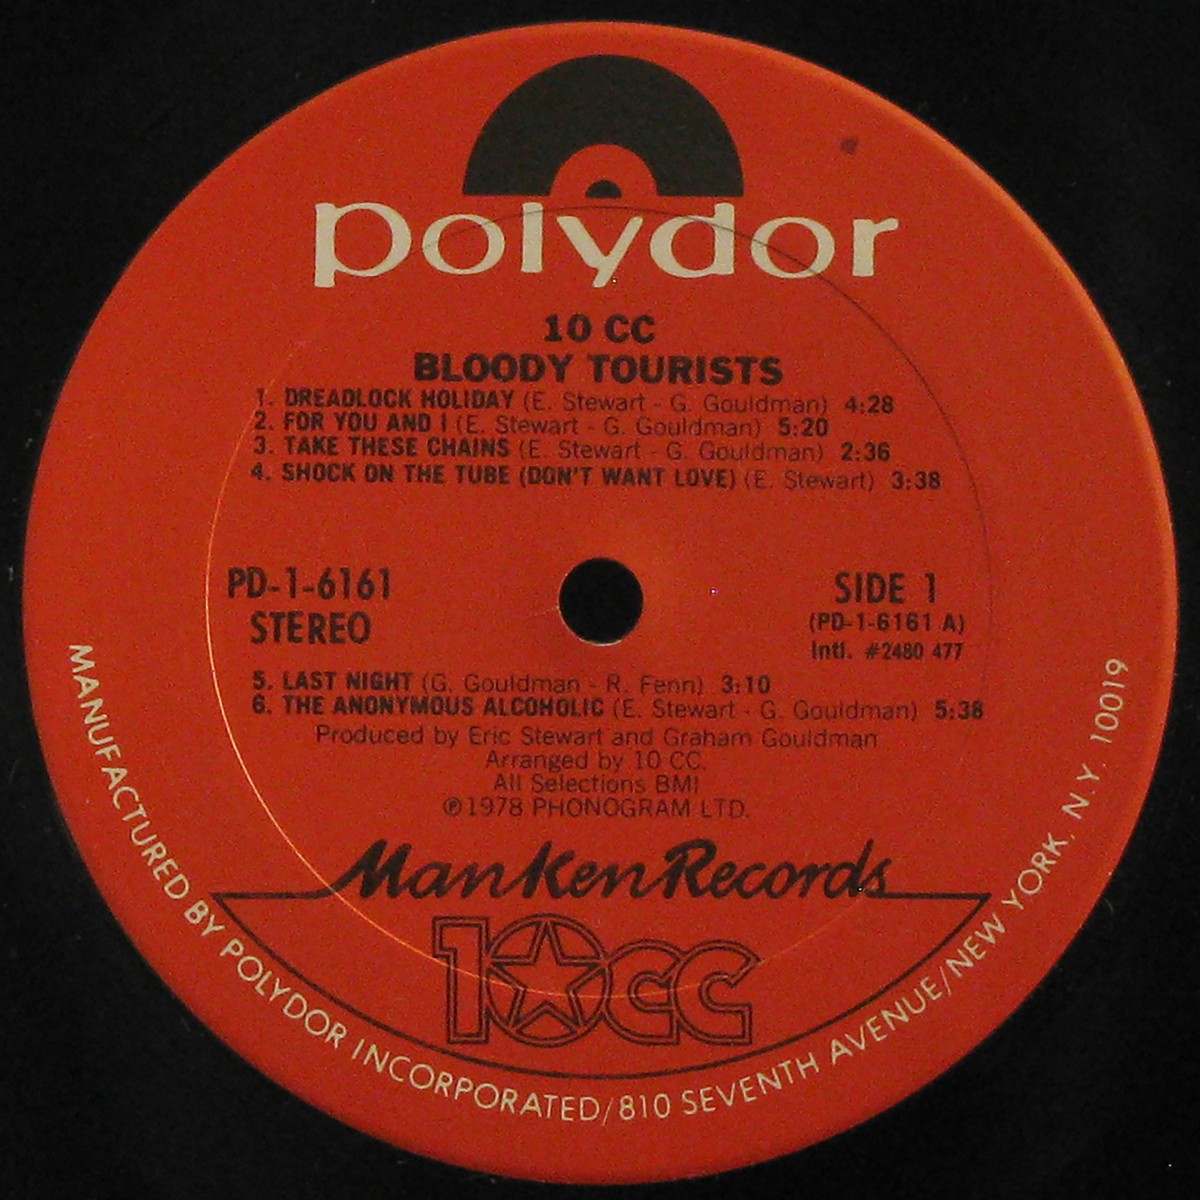 polydor
10 CC
BLOODY TOURISTS
1. DREADLOCK HOLIDAY (E. Stewart - G. Gouldman) 4:28
2. FOR YOU AND I (E. Stewart - G. Gouldman) 5:20
3. TAKE THESE CHAINS (E. Stewart - G. Gouldman) 2:36
4. SHOCK ON THE TUBE (DON'T WANT LOVE) (E. Stewart) 3:38
PD-1-6161
STEREO
SIDE 1
(PD-1-6161 A)
Intl. #2480 477
5. LAST NIGHT (G. Gouldman - R. Fenn) 3:10
6. THE ANONYMOUS ALCOHOLIC (E. Stewart - G. Gouldman) 5:38
Produced by Eric Stewart and Graham Gouldman
Arranged by 10 CC.
All Selections BMI
℗1978 PHONOGRAM LTD.
ManKen Records
10CC
MANUFACTURED BY POLYDOR INCORPORATED/810 SEVENTH AVENUE/NEW YORK, N.Y. 10019